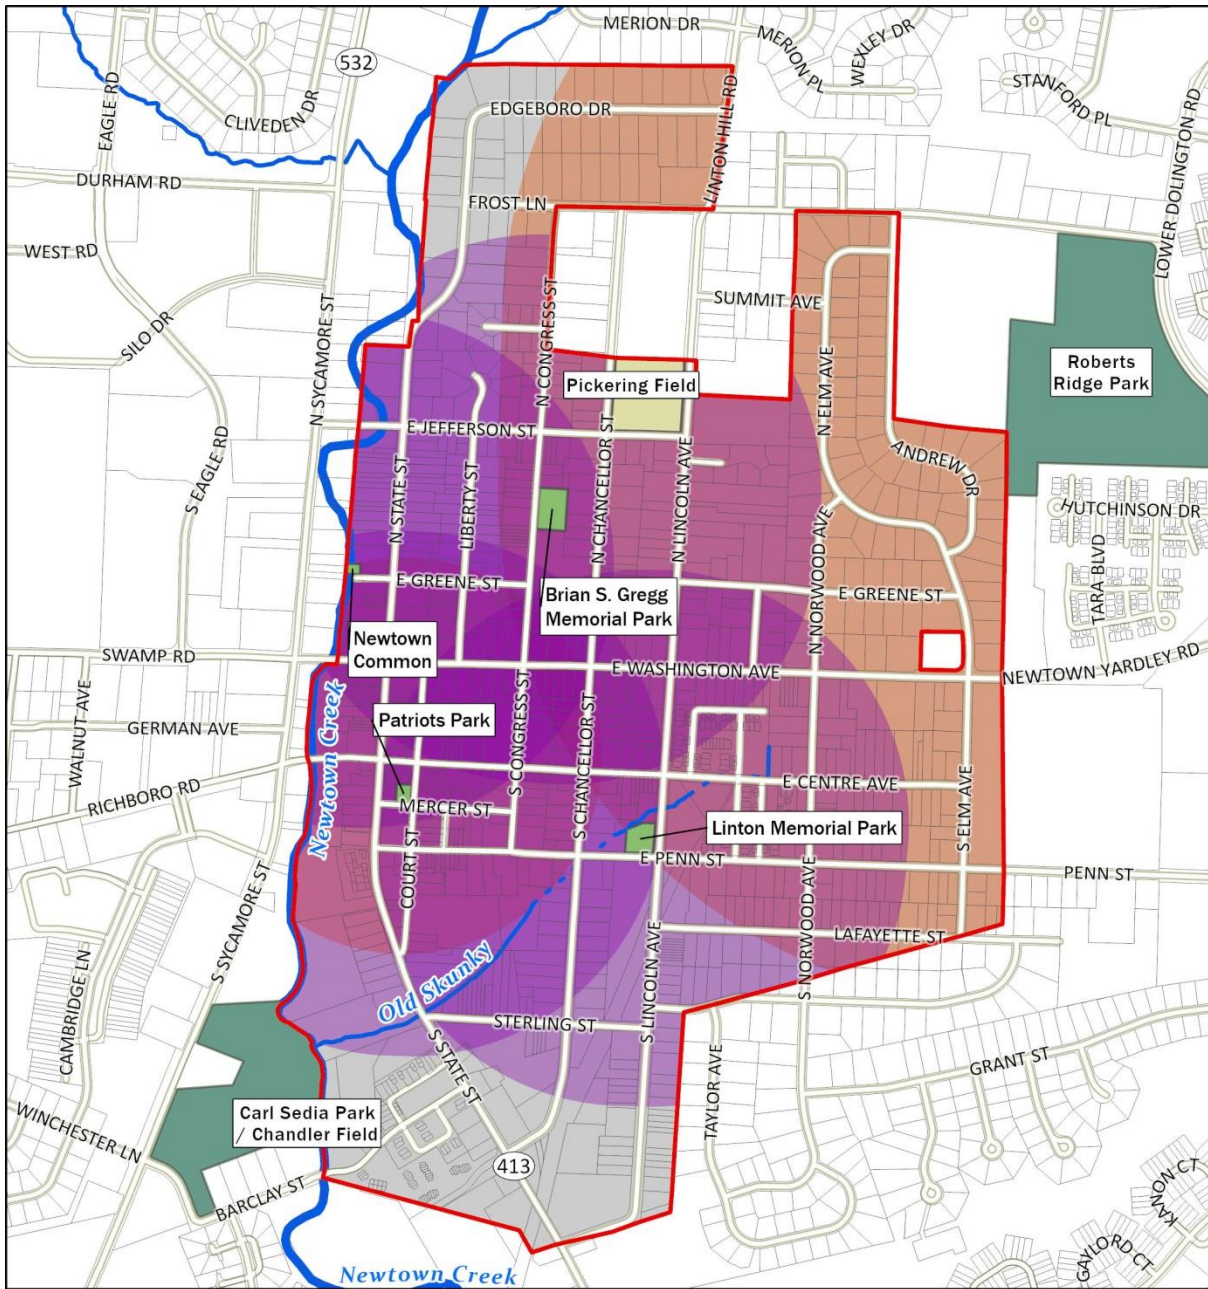 MERION DR
MERION PL
WEXLEY DR
532
EAGLE RD
CLIVEDEN DR
EDGEBORO DR
LINTON HILL RD
STANFORD PL
LOWER DOLINGTON RD
DURHAM RD
FROST LN
WEST RD
SILO DR
N SYCAMORE ST
SUMMIT AVE
N CONGRESS ST
N ELM AVE
Roberts
Ridge Park
Pickering Field
E JEFFERSON ST
N STATE ST
LIBERTY ST
N CHANCELLOR ST
N LINCOLN AVE
S EAGLE RD
ANDREW DR
HUTCHINSON DR
TARA BLVD
N NORWOOD AVE
E GREENE ST
E GREENE ST
Brian S. Gregg
Memorial Park
Newtown
Common
SWAMP RD
E WASHINGTON AVE
NEWTOWN YARDLEY RD
WALNUT AVE
GERMAN AVE
Patriots Park
Newtown Creek
S CONGRESS ST
S CHANCELLOR ST
E CENTRE AVE
S ELM AVE
RICHBORO RD
MERCER ST
Linton Memorial Park
E PENN ST
PENN ST
COURT ST
S SYCAMORE ST
S NORWOOD AVE
LAFAYETTE ST
CAMBRIDGE LN
Old Skunky
S LINCOLN AVE
STERLING ST
S STATE ST
TAYLOR AVE
GRANT ST
Carl Sedia Park
/ Chandler Field
WINCHESTER LN
413
BARCLAY ST
KANON CT
GAYLORD CT
Newtown Creek